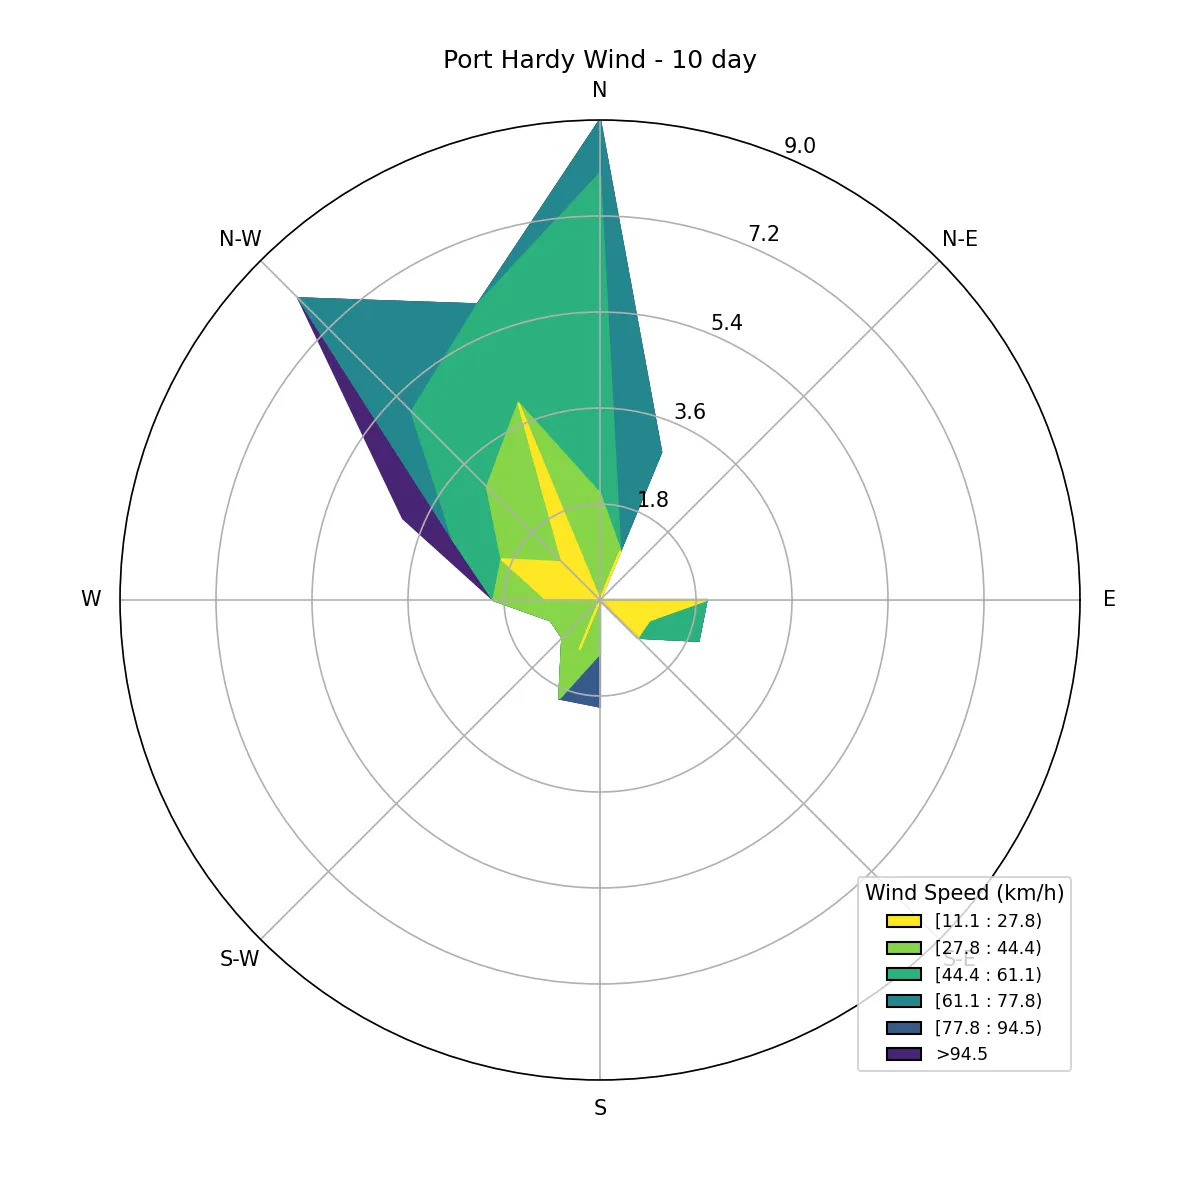 Port Hardy Wind - 10 day
N
9.0
7.2
N-W
N-E
5.4
3.6
1.8
W
E
Wind Speed (km/h)
[11.1 : 27.8)
[27.8 : 44.4)
S-W
S-E
[44.4 : 61.1)
[61.1 : 77.8)
[77.8 : 94.5)
>94.5
S